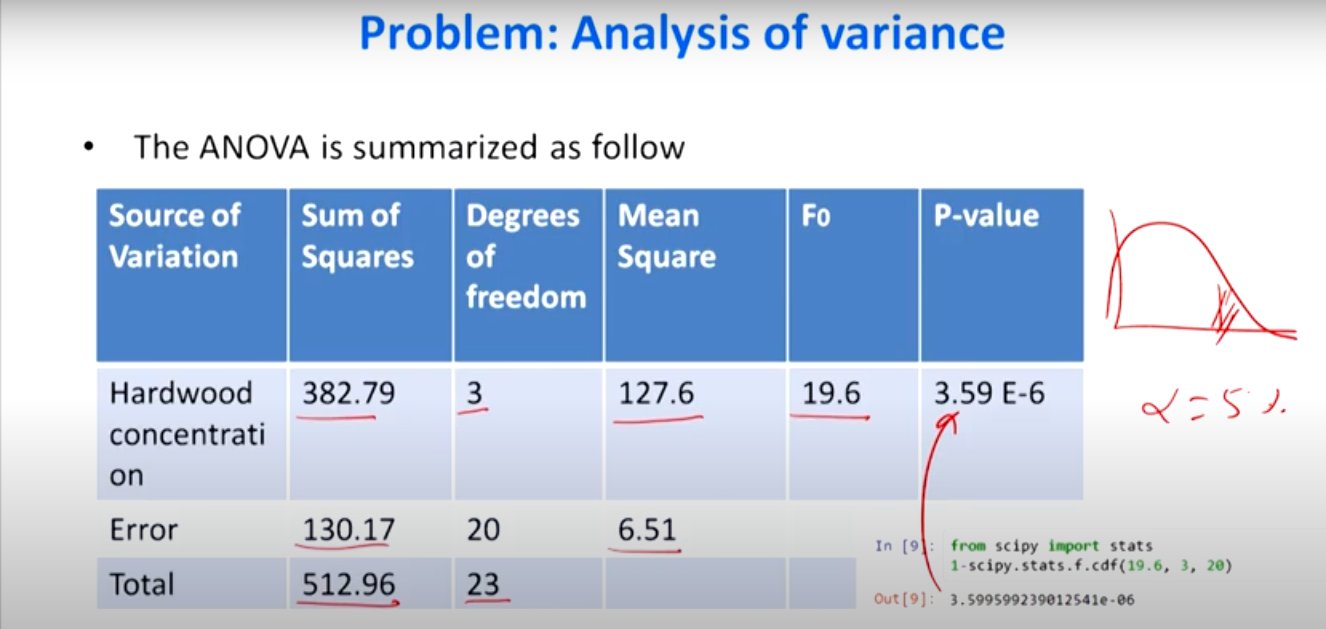 Problem: Analysis of variance
• The ANOVA is summarized as follow
Source of Variation Sum of Squares Degrees of freedom Mean Square F0 P-value
Hardwood concentrati on 382.79 3 127.6 19.6 3.59 E-6
α = 5 %
Error 130.17 20 6.51
Total 512.96 23
In [9]: from scipy import stats
1-scipy.stats.f.cdf(19.6, 3, 20)
Out[9]: 3.599599239012541e-06